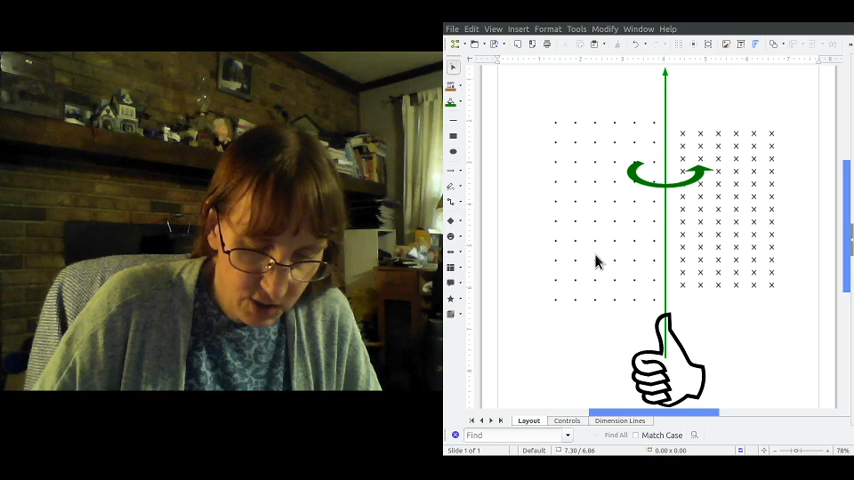 File Edit View Insert Format Tools Modify Window Help
Layout Controls Dimension Lines
Find Find All Match Case
Slide 1 of 1 Default 7.30 / 6.86 0.00 x 0.00 78%